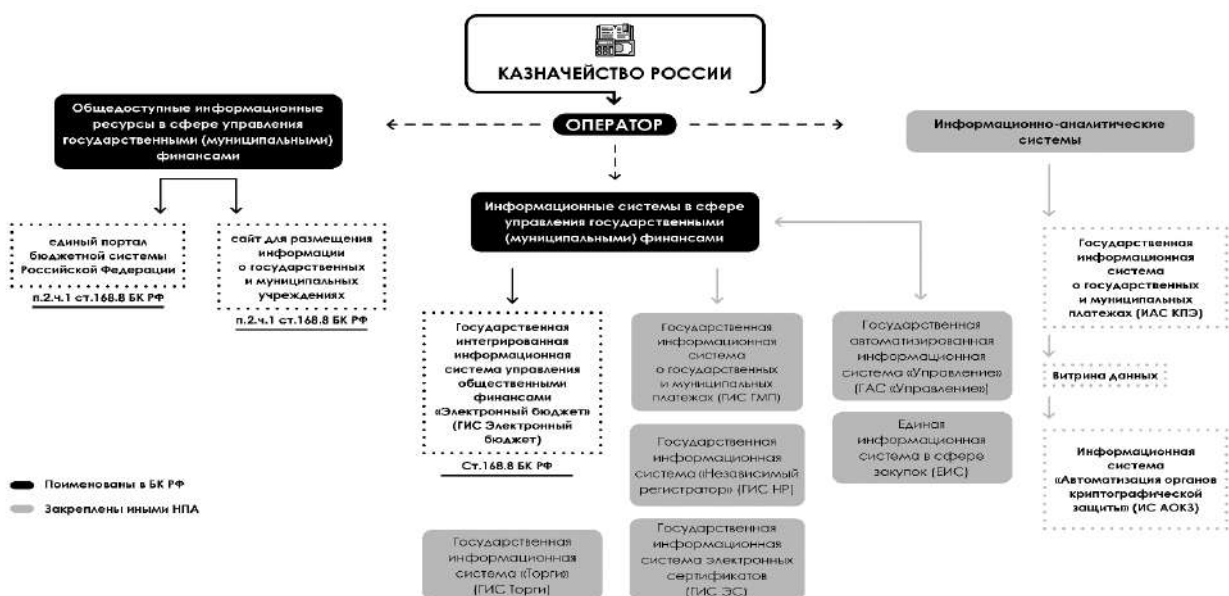 КАЗНАЧЕЙСТВО РОССИИ
ОПЕРАТОР
Общедоступные информационные
ресурсы в сфере управления
государственными (муниципальными)
финансами
единый портал
бюджетной системы
Российской Федерации
п.2.ч.1 ст.168.8 БК РФ
сайт для размещения
информации
о государственных
и муниципальных
учреждениях
п.2.ч.1 ст.168.8 БК РФ
Информационные системы в сфере
управления государственными
(муниципальными) финансами
Государственная
интегрированная
информационная
система управления
общественными
финансами
«Электронный бюджет»
(ГИС Электронный
бюджет)
Ст.168.8 БК РФ
Государственная
информационная
система «Торги»
(ГИС Торги)
Государственная
информационная
система
о государственных
и муниципальных
платежах (ГИС ГМП)
Государственная
информационная
система «Независимый
регистратор» (ГИС НР)
Государственная
информационная
система электронных
сертификатов
(ГИС ЭС)
Государственная
автоматизированная
информационная
система «Управление»
(ГАС «Управление»)
Единая
информационная
система в сфере
закупок (ЕИС)
Информационно-аналитические
системы
Государственная
информационная
система
о государственных
и муниципальных
платежах (ИАС КПЭ)
Витрина данных
Информационная
система
«Автоматизация органов
криптографической
защиты» (ИС АОКЗ)
Поименованы в БК РФ
Закреплены иными НПА